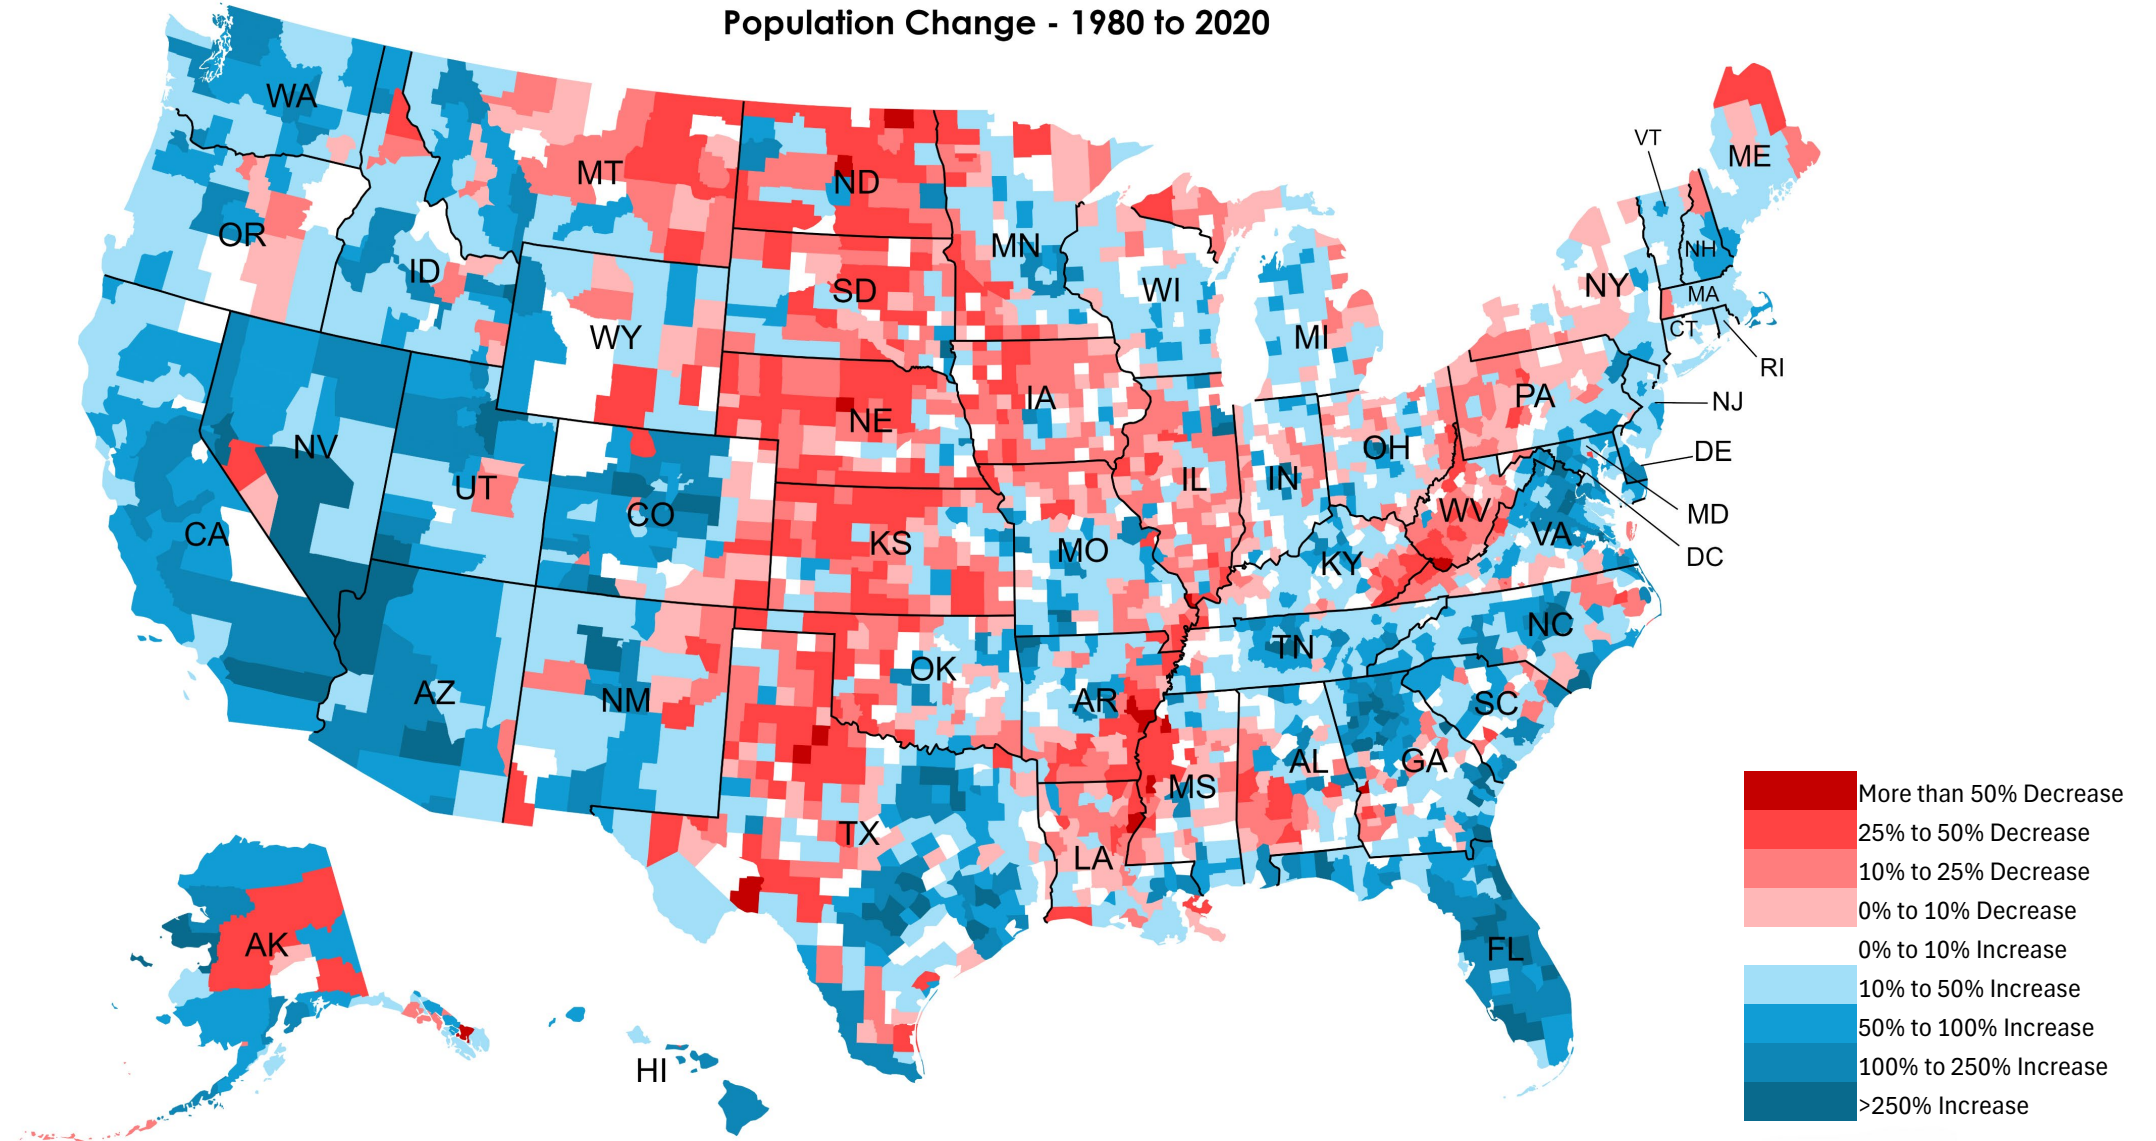 Population Change - 1980 to 2020
WA
MT
ND
MN
VT
ME
OR
ID
SD
WI
NY
NH
MA
WY
MI
CT
RI
NE
IA
PA
NJ
NV
UT
CO
IL
IN
OH
DE
CA
KS
MO
KY
WV
VA
MD
DC
AZ
NM
OK
AR
TN
NC
SC
TX
LA
MS
AL
GA
FL
AK
HI
More than 50% Decrease
25% to 50% Decrease
10% to 25% Decrease
0% to 10% Decrease
0% to 10% Increase
10% to 50% Increase
50% to 100% Increase
100% to 250% Increase
>250% Increase